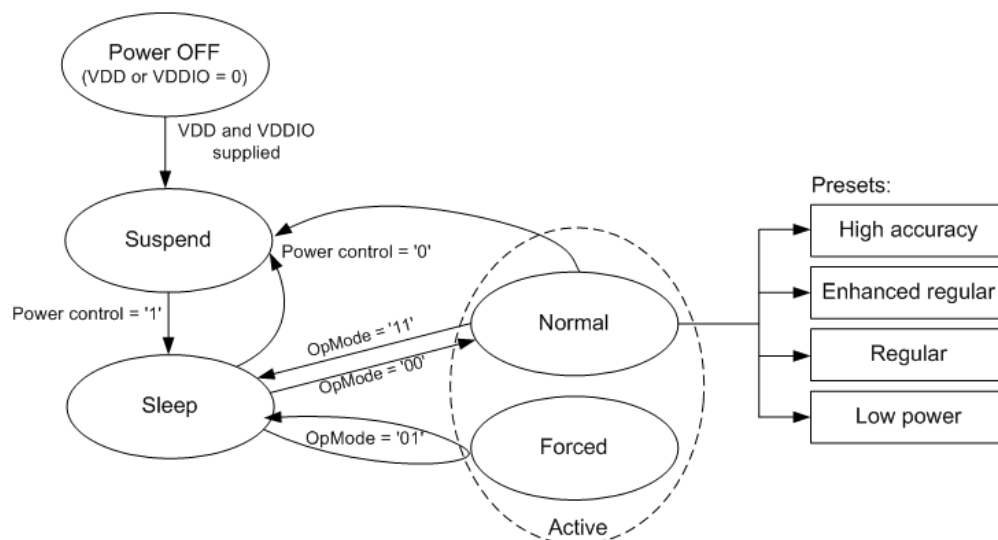 Power OFF
(VDD or VDDIO = 0)
VDD and VDDIO
supplied
Presets:
High accuracy
Suspend
Power control = '0'
Enhanced regular
Power control = '1'
OpMode = '11'
Normal
Regular
OpMode = '00'
Sleep
Low power
OpMode = '01'
Forced
Active